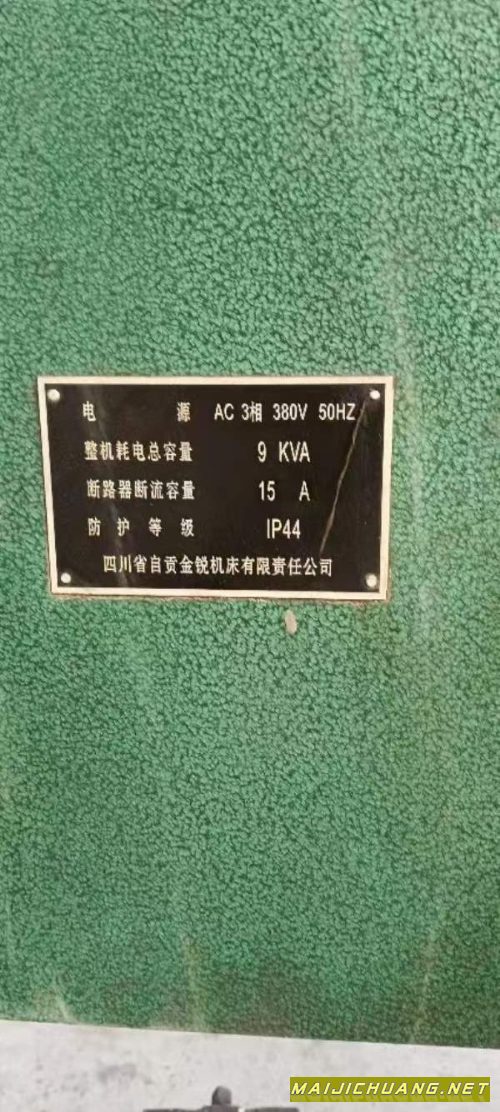 电 源 AC 3相 380V 50HZ
整机耗电总容量 9 KVA
断路器断流容量 15 A
防护等级 IP44
四川省自贡金锐机床有限责任公司
MAIJICHUANG.NET